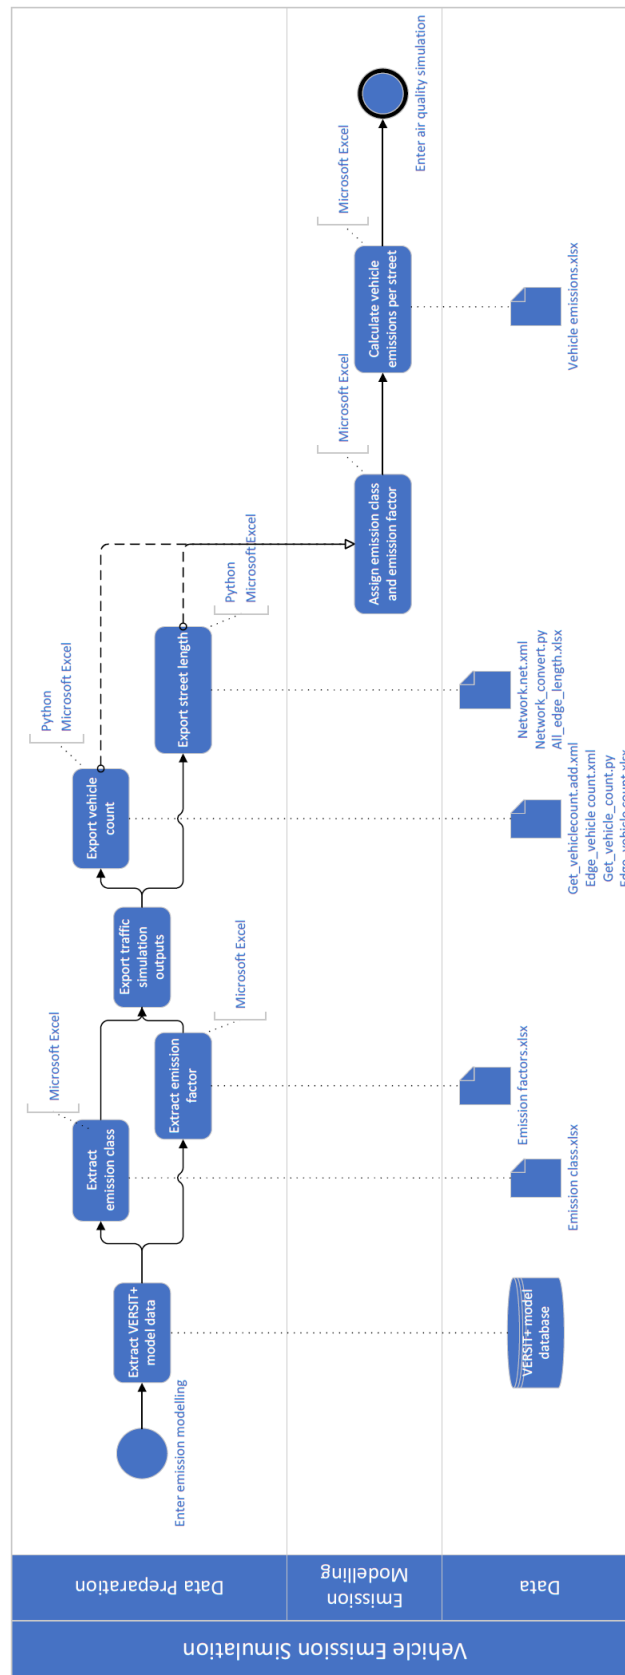 Vehicle Emission Simulation
Data Preparation
Emission
Modelling
Data
Enter emission modelling
Extract VERSIT+
model data
Microsoft Excel
Extract
emission class
Extract emission
factor
Microsoft Excel
Export traffic
simulation
outputs
Python
Microsoft Excel
Export vehicle
count
Export street length
Python
Microsoft Excel
Assign emission class
and emission factor
Microsoft Excel
Calculate vehicle
emissions per street
Microsoft Excel
Enter air quality simulation
VERSIT+ model
database
Emission class.xlsx
Emission factors.xlsx
Get_vehiclecount.add.xml
Edge_vehicle count.xml
Get_vehicle_count.py
Edge_vehicle_count.xlsx
Network.net.xml
Network_convert.py
All_edge_length.xlsx
Vehicle emissions.xlsx